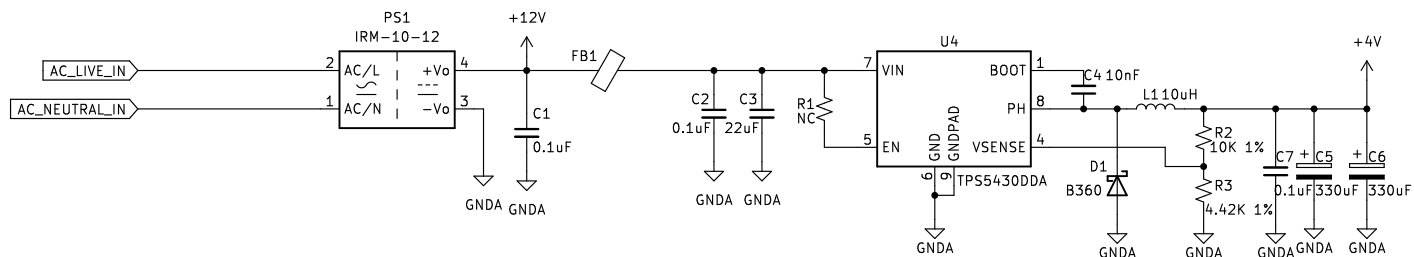 PS1
IRM-10-12
AC_LIVE_IN
AC_NEUTRAL_IN
2
1
AC/L
AC/N
+Vo
-Vo
4
3
GNDA
+12V
C1
0.1uF
GNDA
FB1
C2
0.1uF
GNDA
C3
22uF
GNDA
R1
NC
U4
7
VIN
5
EN
GND
GNDPAD
6
9
BOOT
1
PH
8
VSENSE
4
TPS5430DDA
GNDA
C4 10nF
L1 10uH
D1
B360
GNDA
R2
10K 1%
R3
4.42K 1%
GNDA
C7
0.1uF
GNDA
+
C5
330uF
GNDA
+4V
+
C6
330uF
GNDA